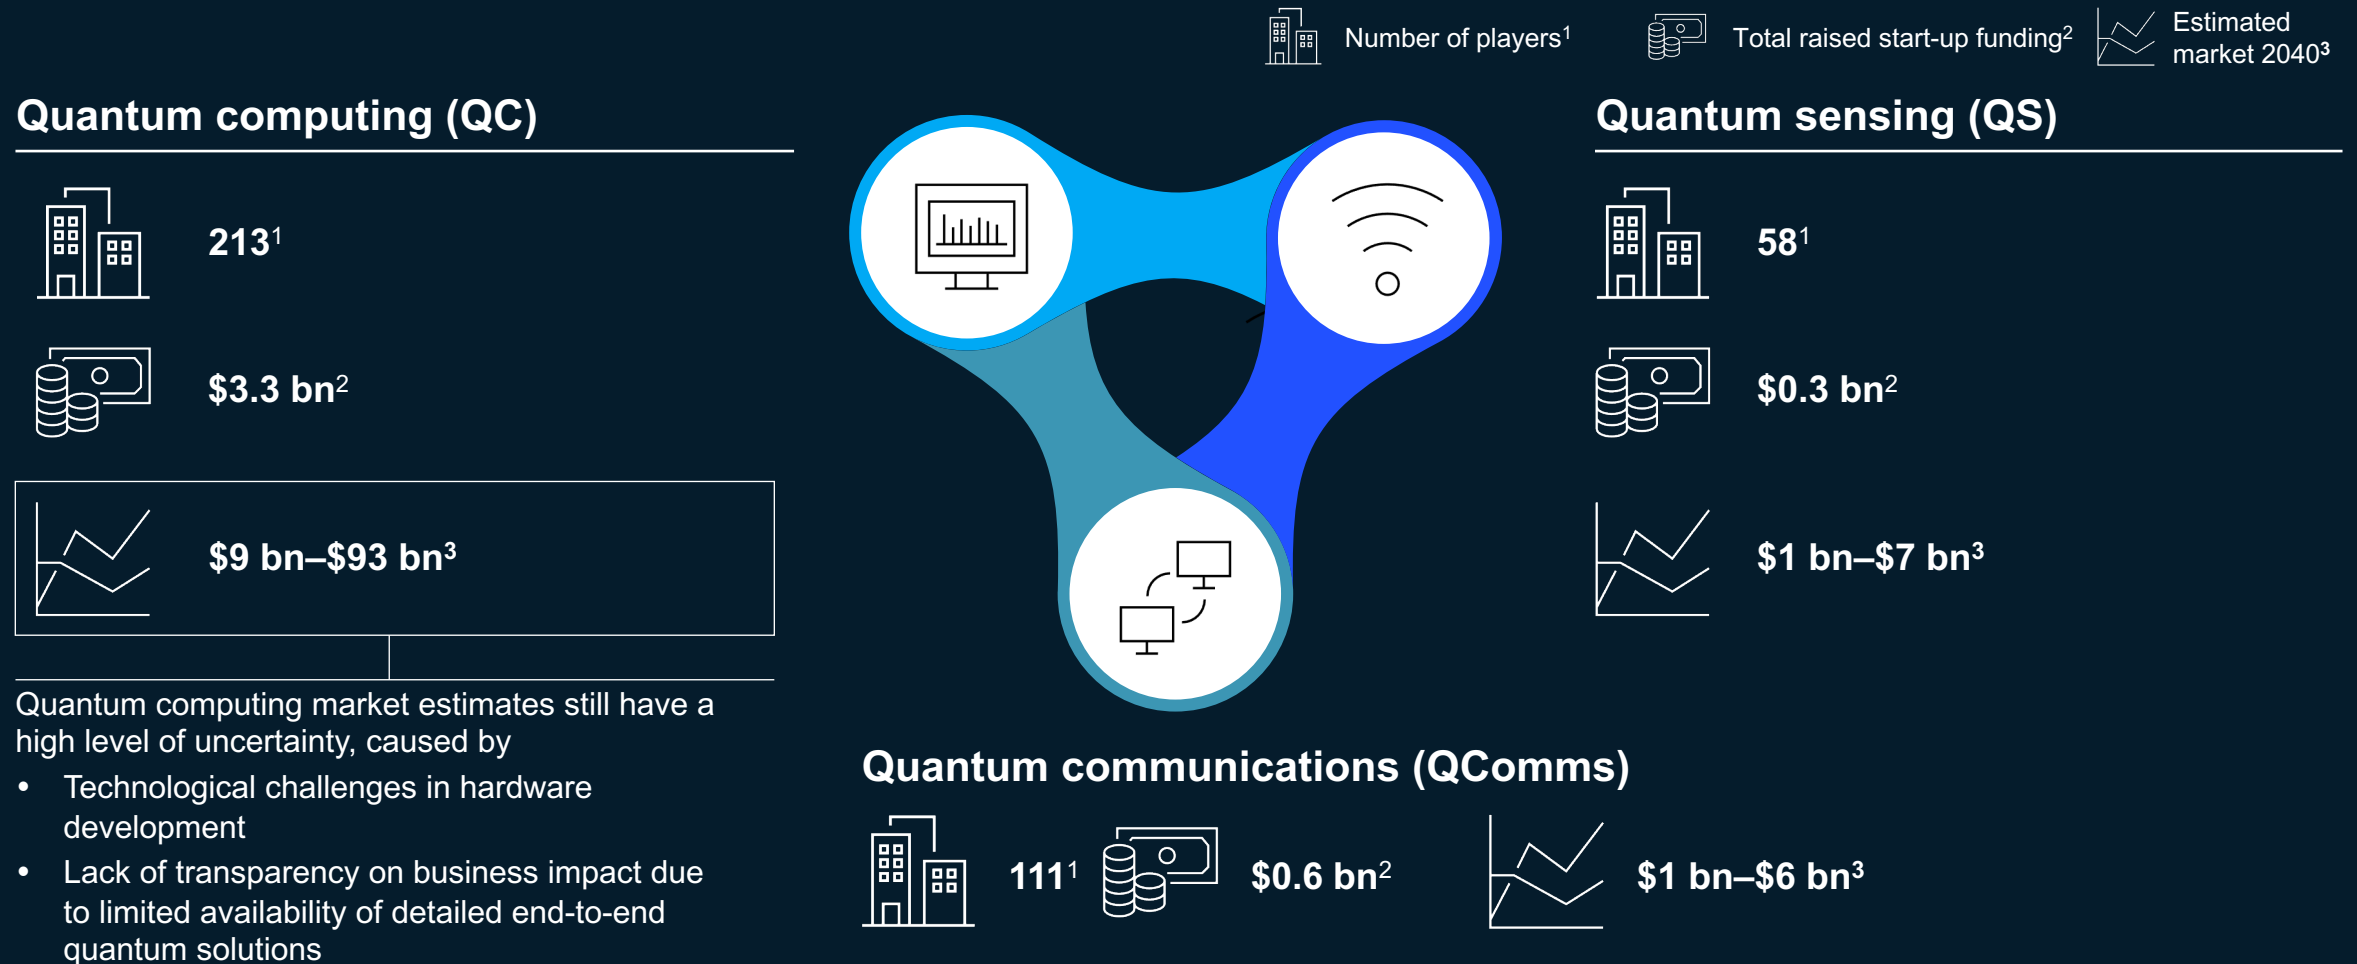 Number of players¹
Total raised start-up funding²
Estimated
market 2040³
Quantum computing (QC)
213¹
$3.3 bn²
$9 bn–$93 bn³
Quantum computing market estimates still have a
high level of uncertainty, caused by
• Technological challenges in hardware
development
• Lack of transparency on business impact due
to limited availability of detailed end-to-end
quantum solutions
Quantum sensing (QS)
58¹
$0.3 bn²
$1 bn–$7 bn³
Quantum communications (QComms)
111¹
$0.6 bn²
$1 bn–$6 bn³